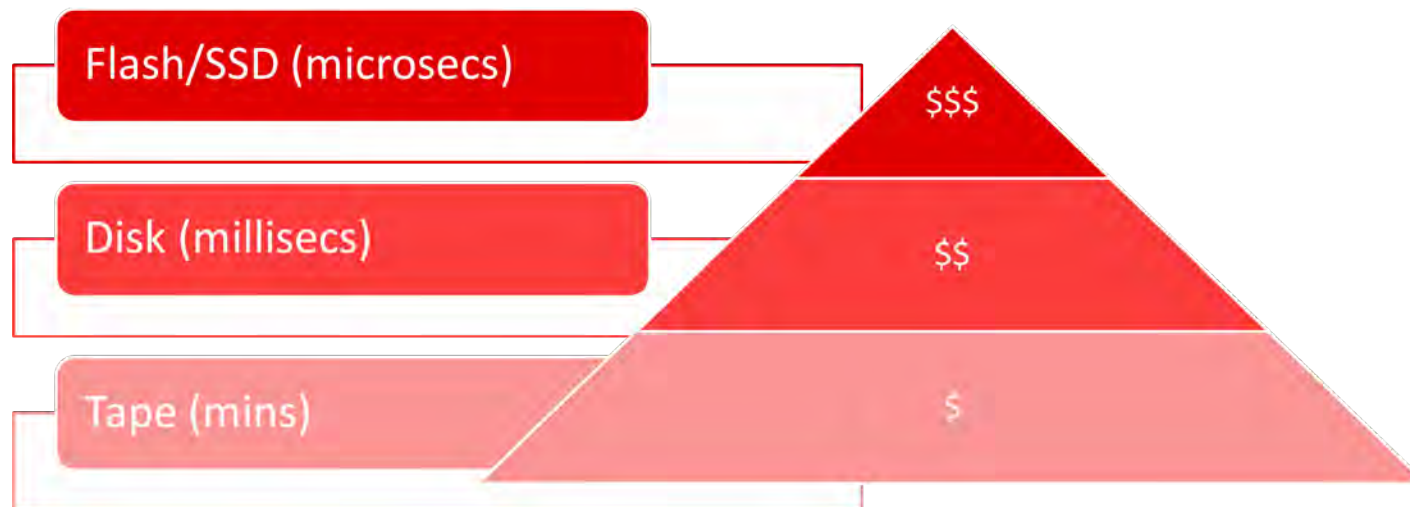 Flash/SSD (microsecs)
$$$
Disk (millisecs)
$$
Tape (mins)
$